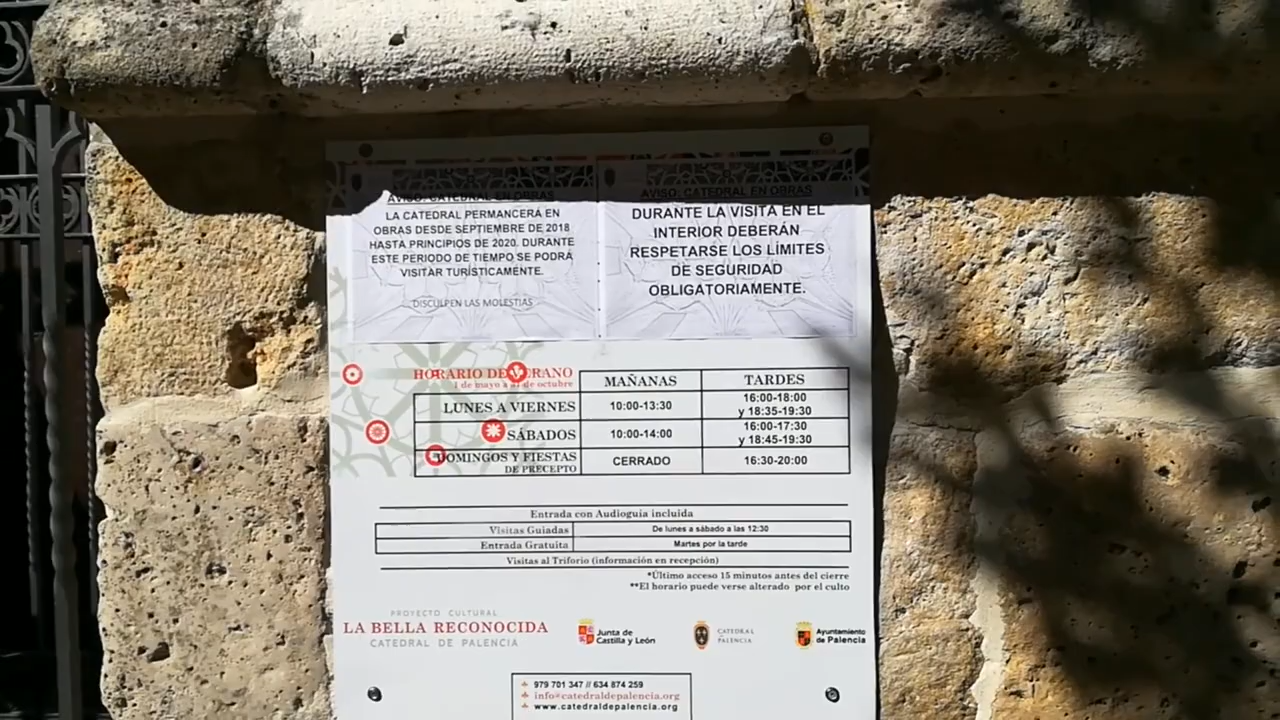 AVISO: CATEDRAL EN OBRAS
LA CATEDRAL PERMANCERÁ EN
OBRAS DESDE SEPTIEMBRE DE 2018
HASTA PRINCIPIOS DE 2020. DURANTE
ESTE PERIODO DE TIEMPO SE PODRÁ
VISITAR TURÍSTICAMENTE.
DISCULPEN LAS MOLESTIAS
AVISO: CATEDRAL EN OBRAS
DURANTE LA VISITA EN EL
INTERIOR DEBERÁN
RESPETARSE LOS LÍMITES
DE SEGURIDAD
OBLIGATORIAMENTE.
HORARIO DE VERANO
1 de mayo a 31 de octubre
MAÑANAS TARDES
LUNES A VIERNES 10:00-13:30 16:00-18:00
y 18:35-19:30
SÁBADOS 10:00-14:00 16:00-17:30
y 18:45-19:30
DOMINGOS Y FIESTAS
DE PRECEPTO CERRADO 16:30-20:00
Entrada con Audioguía incluida
Visitas Guiadas De lunes a sábado a las 12:30
Entrada Gratuita Martes por la tarde
Visitas al Triforio (información en recepción)
*Último acceso 15 minutos antes del cierre
**El horario puede verse alterado por el culto
PROYECTO CULTURAL
LA BELLA RECONOCIDA
CATEDRAL DE PALENCIA
Junta de
Castilla y León
CATEDRAL
DE
PALENCIA
Ayuntamiento
de Palencia
979 701 347 // 634 874 259
info@catedraldepalencia.org
www.catedraldepalencia.org